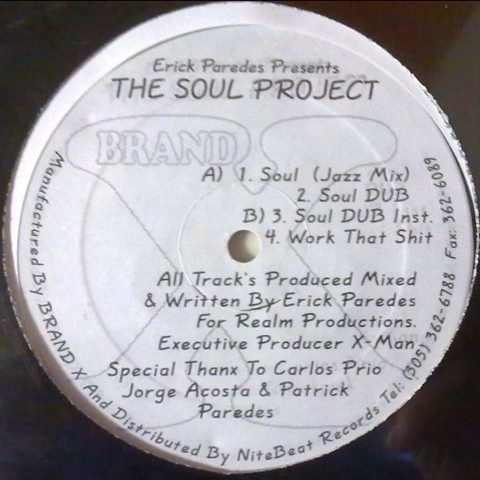 Erick Paredes Presents
THE SOUL PROJECT
BRAND X
A) 1. Soul (Jazz Mix)
2. Soul DUB
B) 3. Soul DUB Inst.
4. Work That Shit
All Track's Produced Mixed
& Written By Erick Paredes
For Realm Productions.
Executive Producer X-Man
Special Thanx To Carlos Prio
Jorge Acosta & Patrick
Paredes
Manufactured By BRAND X And Distributed By NiteBeat Records Tel: (305) 362-6788 Fax: 362-6089